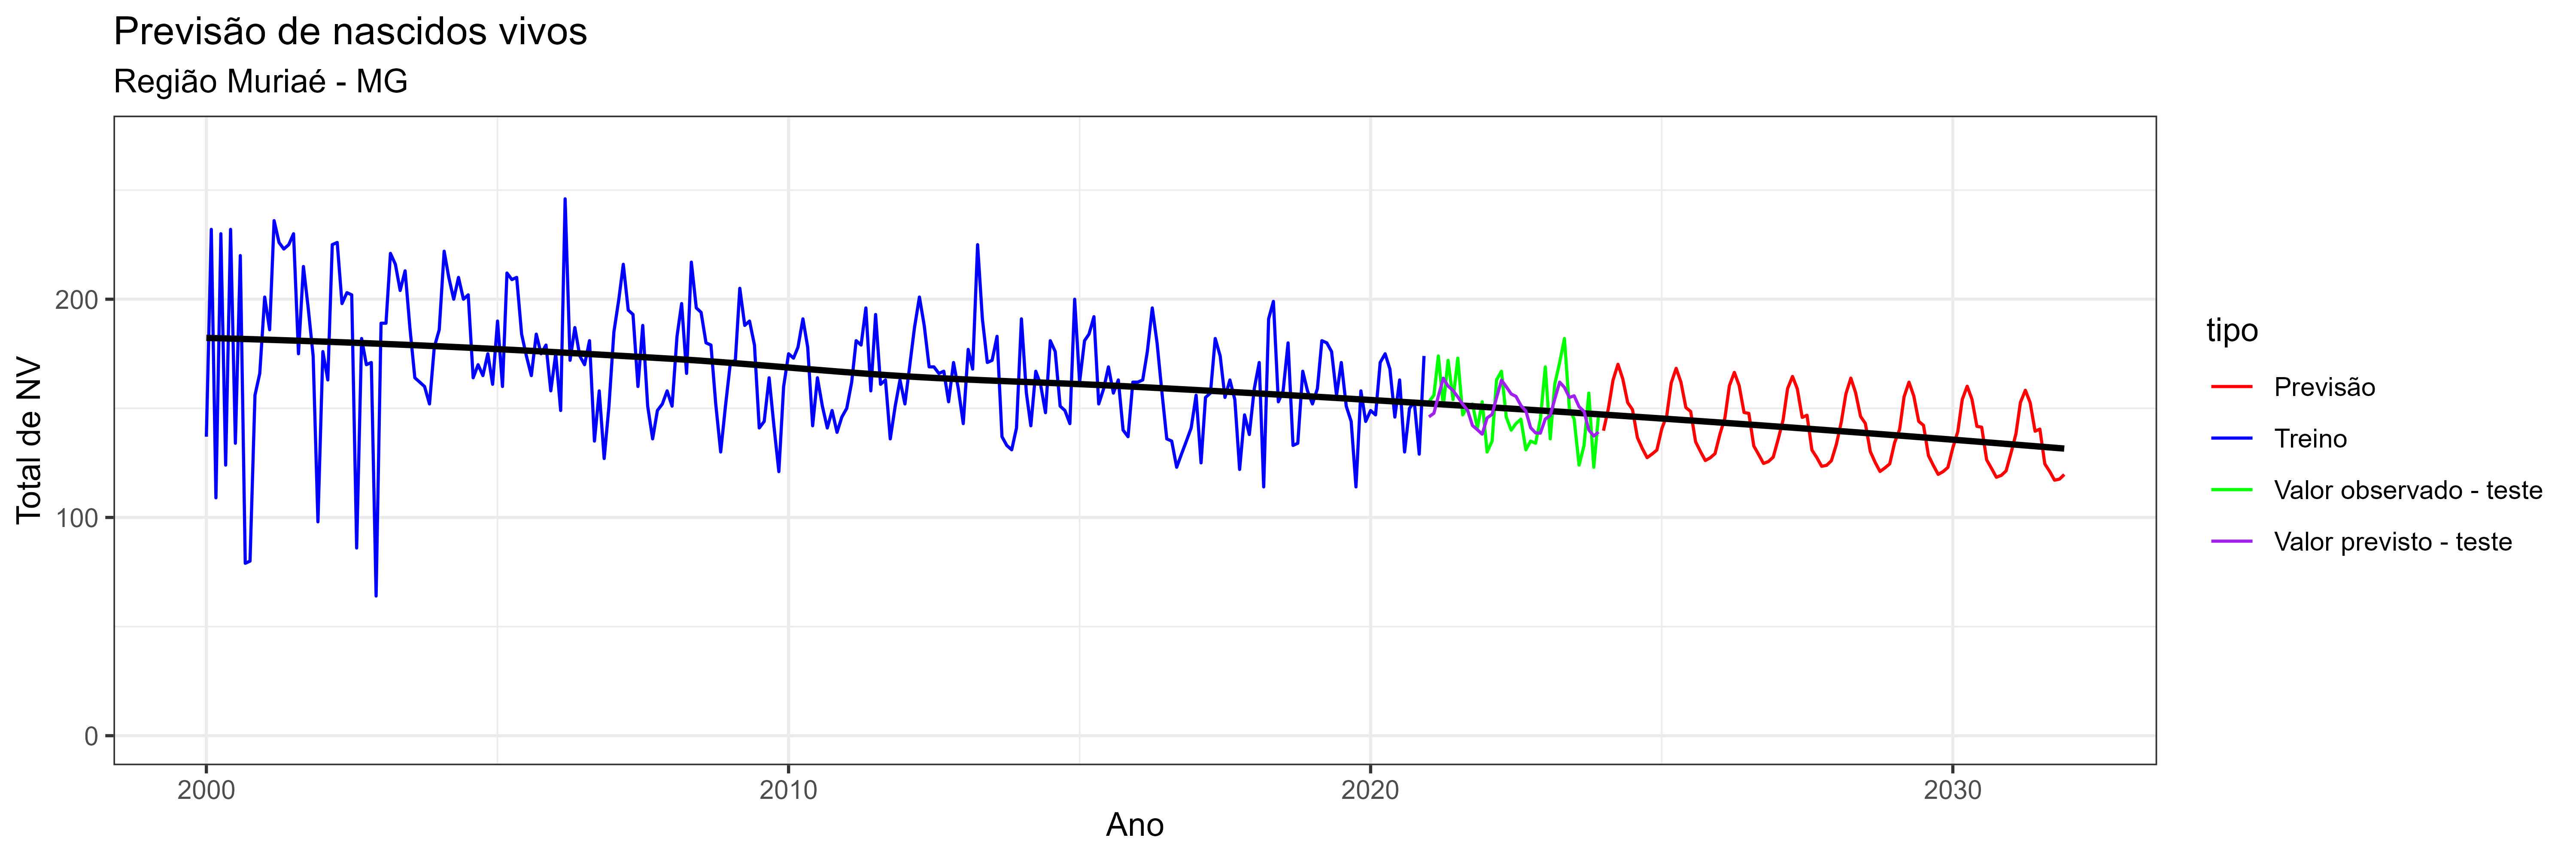 Previsão de nascidos vivos
Região Muriaé - MG
Total de NV
200
100
0
2000
2010
2020
2030
Ano
tipo
Previsão
Treino
Valor observado - teste
Valor previsto - teste